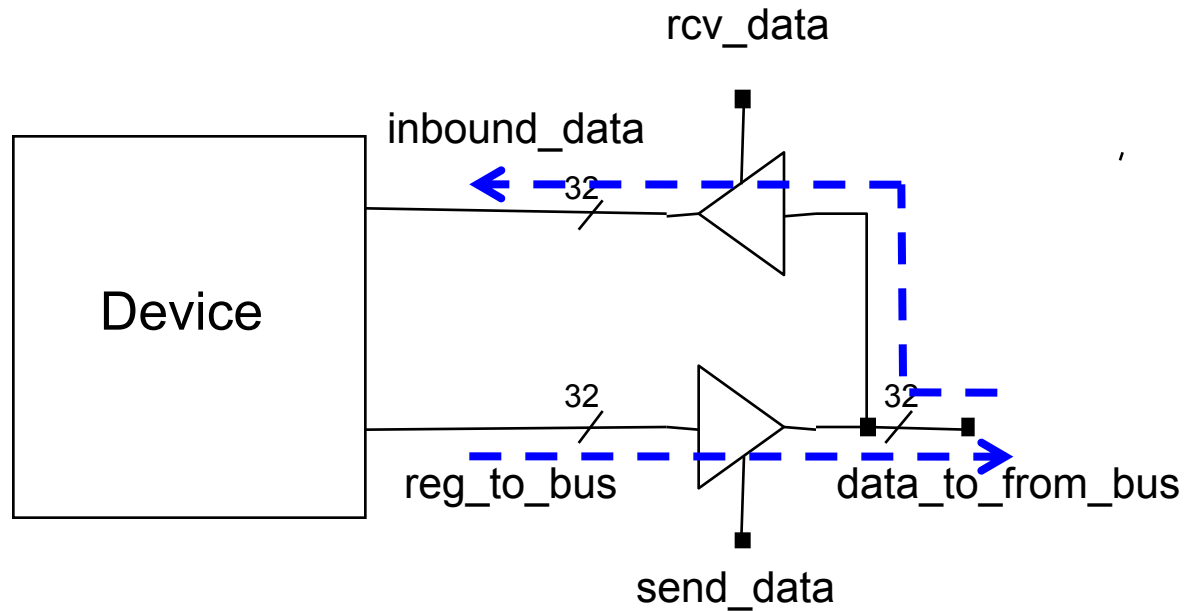 rcv_data
inbound_data
32
Device
32
32
reg_to_bus
data_to_from_bus
send_data